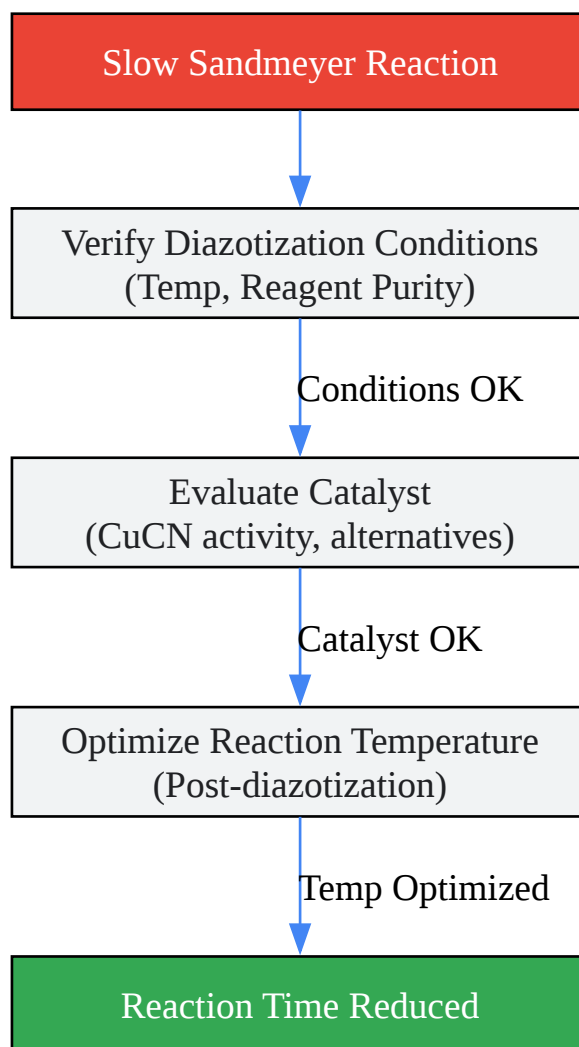 Slow Sandmeyer Reaction
Verify Diazotization Conditions
(Temp, Reagent Purity)
Conditions OK
Evaluate Catalyst
(CuCN activity, alternatives)
Catalyst OK
Optimize Reaction Temperature
(Post-diazotization)
Temp Optimized
Reaction Time Reduced